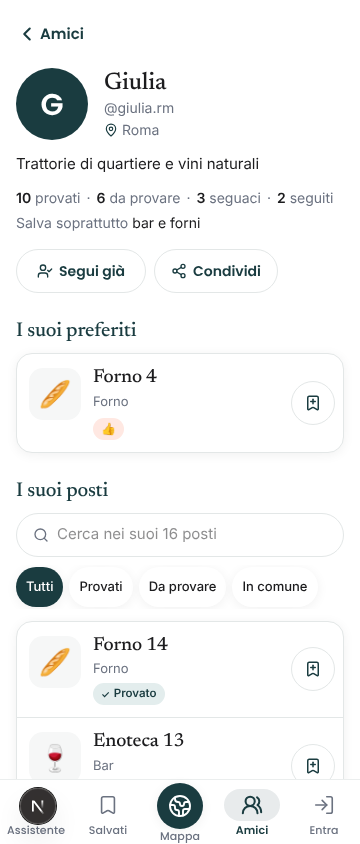 Amici
G
Giulia
@giulia.rm
Roma
Trattorie di quartiere e vini naturali
10 provati · 6 da provare · 3 seguaci · 2 seguiti
Salva soprattutto bar e forni
Segui già
Condividi
I suoi preferiti
Forno 4
Forno
I suoi posti
Cerca nei suoi 16 posti
Tutti
Provati
Da provare
In comune
Forno 14
Forno
Provato
Enoteca 13
Bar
N
Assistente
Salvati
Mappa
Amici
Entra